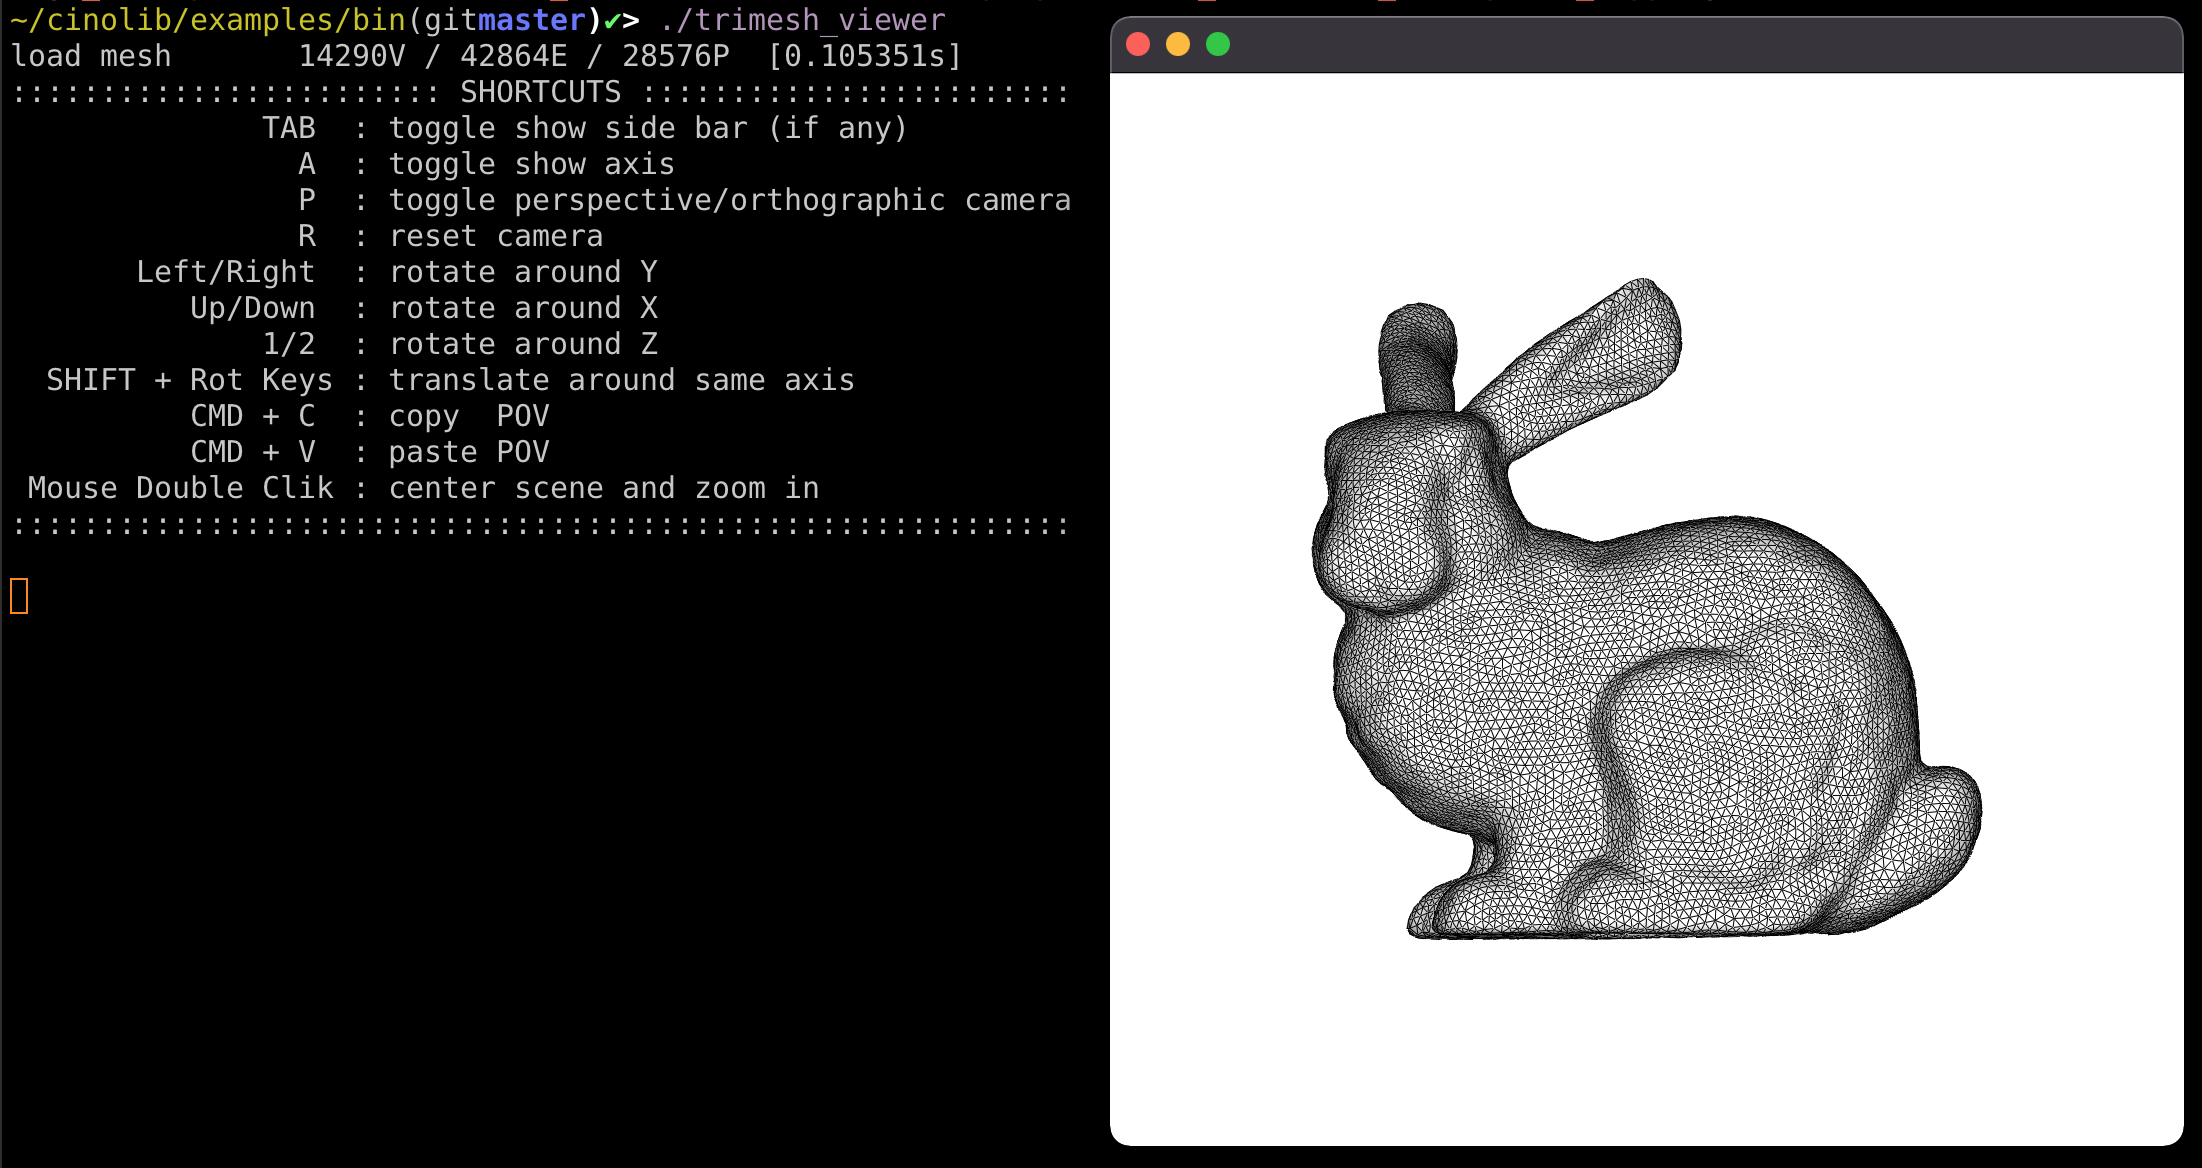 ~/cinolib/examples/bin(gitmaster)✔> ./trimesh_viewer
load mesh       14290V / 42864E / 28576P  [0.105351s]
:::::::::::::::::::::::: SHORTCUTS ::::::::::::::::::::::::
TAB  : toggle show side bar (if any)
A  : toggle show axis
P  : toggle perspective/orthographic camera
R  : reset camera
Left/Right  : rotate around Y
Up/Down  : rotate around X
1/2  : rotate around Z
SHIFT + Rot Keys : translate around same axis
CMD + C  : copy  POV
CMD + V  : paste POV
Mouse Double Clik : center scene and zoom in
:::::::::::::::::::::::::::::::::::::::::::::::::::::::::::